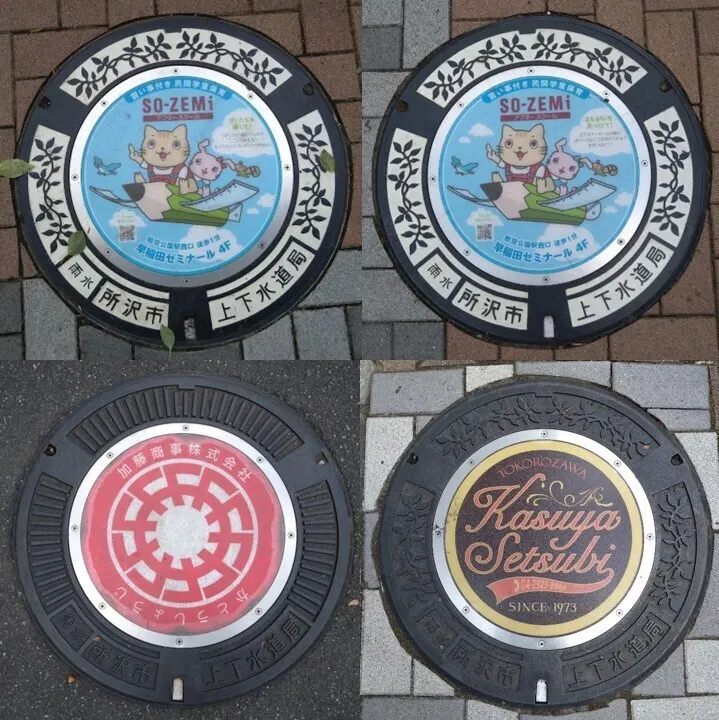 習い事付き 民間学童保育
SO-ZEMi
アフタースクール
航空公園駅西口 徒歩1分
早稲田ゼミナール 4F
雨水
所沢市
上下水道局
習い事付き 民間学童保育
SO-ZEMi
アフタースクール
航空公園駅西口 徒歩1分
早稲田ゼミナール 4F
雨水
所沢市
上下水道局
加藤商事株式会社
かとうしょうじ
所沢市
上下水道局
TOKOROZAWA
Kasuya
Setsubi
SINCE 1973
所沢市
上下水道局